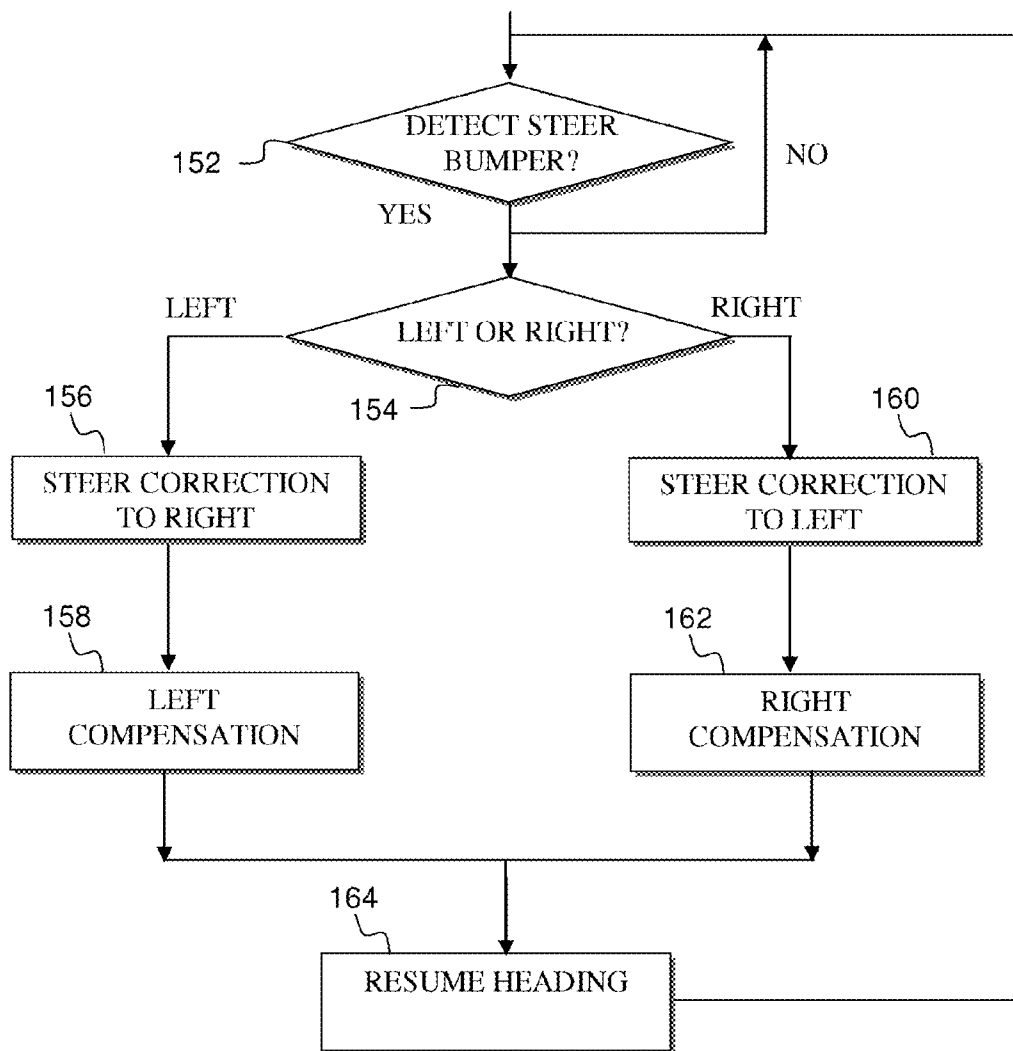 DETECT STEER
BUMPER?
152
NO
YES
LEFT
RIGHT
LEFT OR RIGHT?
154
156
160
STEER CORRECTION
TO RIGHT
STEER CORRECTION
TO LEFT
158
162
LEFT
COMPENSATION
RIGHT
COMPENSATION
164
RESUME HEADING